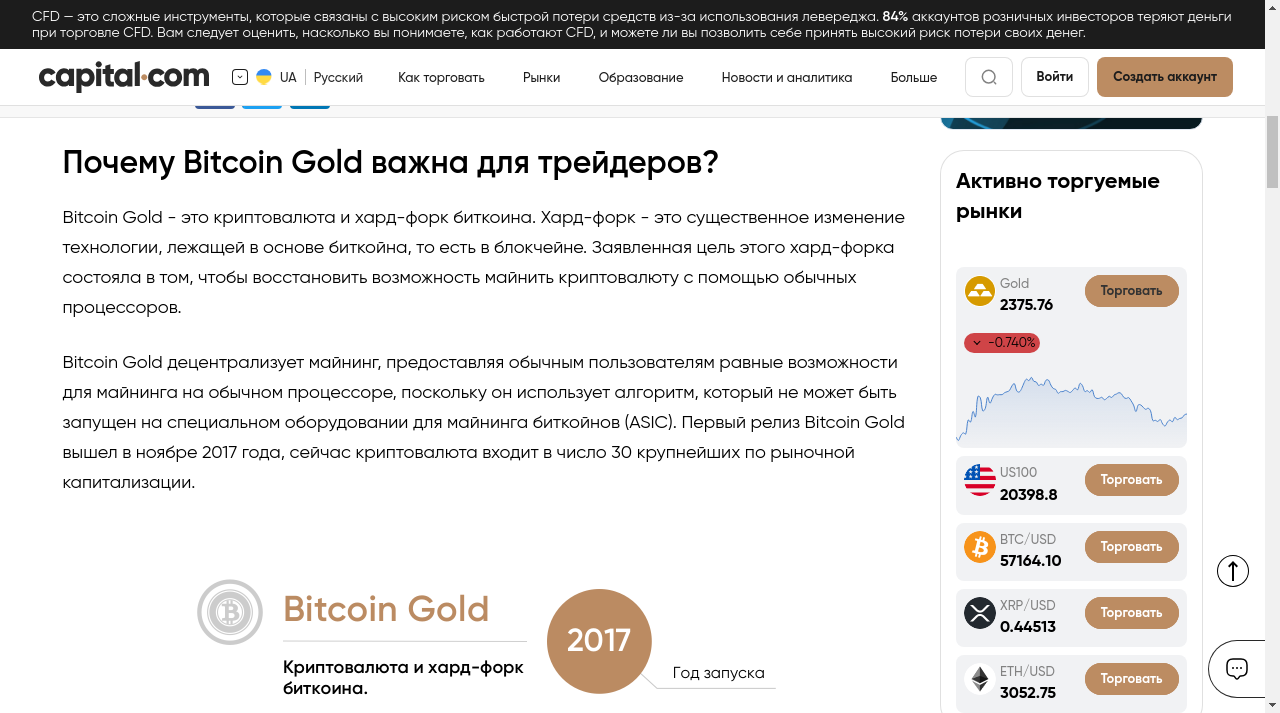 CFD — это сложные инструменты, которые связаны с высоким риском быстрой потери средств из-за использования левереджа. 84% аккаунтов розничных инвесторов теряют деньги
при торговле CFD. Вам следует оценить, насколько вы понимаете, как работают CFD, и можете ли вы позволить себе принять высокий риск потери своих денег.
capital.com
UA
Русский
Как торговать
Рынки
Образование
Новости и аналитика
Больше
Войти
Создать аккаунт
Почему Bitcoin Gold важна для трейдеров?
Bitcoin Gold - это криптовалюта и хард-форк биткоина. Хард-форк - это существенное изменение
технологии, лежащей в основе биткойна, то есть в блокчейне. Заявленная цель этого хард-форка
состояла в том, чтобы восстановить возможность майнить криптовалюту с помощью обычных
процессоров.
Bitcoin Gold децентрализует майнинг, предоставляя обычным пользователям равные возможности
для майнинга на обычном процессоре, поскольку он использует алгоритм, который не может быть
запущен на специальном оборудовании для майнинга биткойнов (ASIC). Первый релиз Bitcoin Gold
вышел в ноябре 2017 года, сейчас криптовалюта входит в число 30 крупнейших по рыночной
капитализации.
Bitcoin Gold
Криптовалюта и хард-форк
биткоина.
2017
Год запуска
Активно торгуемые
рынки
Gold
2375.76
Торговать
-0.740%
US100
20398.8
Торговать
BTC/USD
57164.10
Торговать
XRP/USD
0.44513
Торговать
ETH/USD
3052.75
Торговать